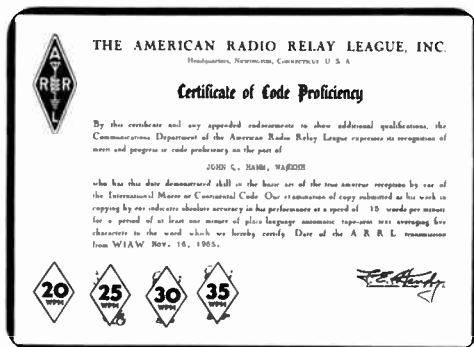 A
R R
L
THE AMERICAN RADIO RELAY LEAGUE, INC.
Headquarters, Newington, Connecticut U S A
Certificate of Code Proficiency
By this certificate and any appended endorsements to show additional qualifications, the
Communications Department of the American Radio Relay League expresses its recognition of
merit and progress in code proficiency on the part of
JOHN C. HAMM,
who has this date demonstrated skill in the basic art of the true amateur reception by ear of
the International Morse or Continental Code. Our examination of copy submitted as his work in
copying by ear indicates absolute accuracy in his performance at a speed of 15 words per minute
for a period of at least one minute of plain language automatic tape-sent text averaging five
characters to the word which we hereby certify. Date of the A R R L transmission
from W1AW Nov. 16, 1965.
20 WPM
25 WPM
30 WPM
35 WPM
F. E. Handy